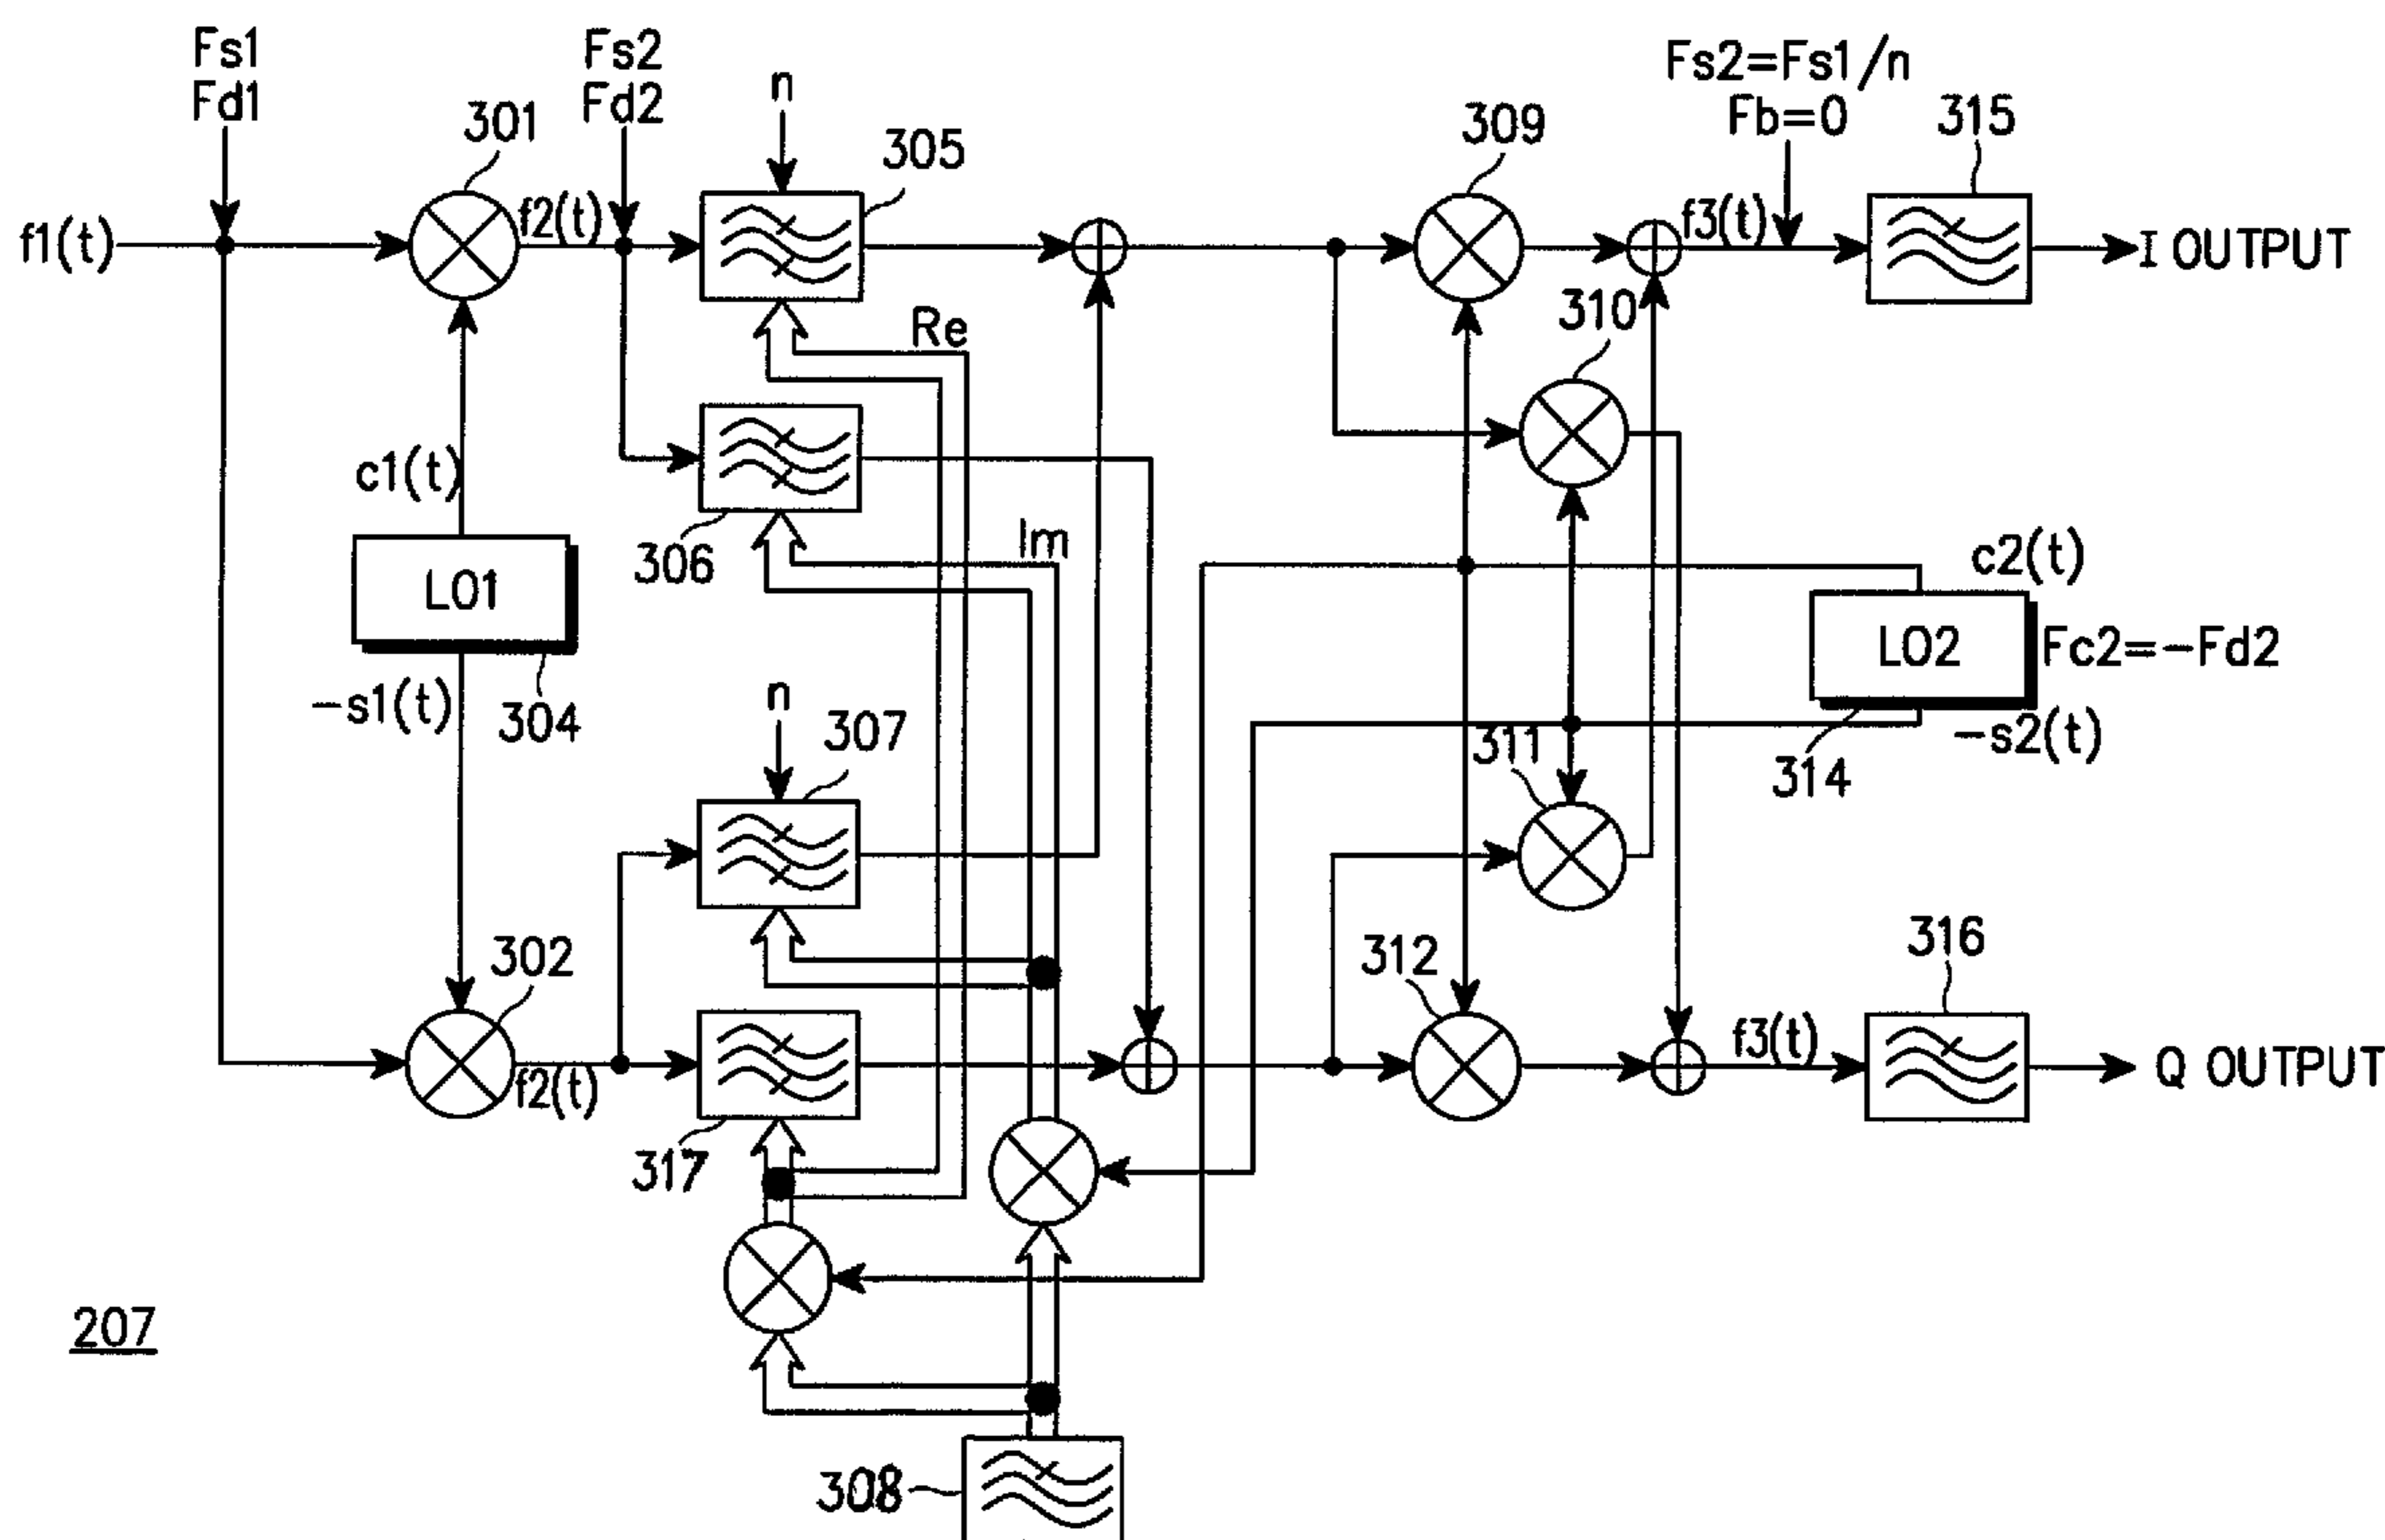 Fs1
Fd1
Fs2
Fd2
n
Fs2=Fs1/n
Fb=0
301
305
309
315
f1(t)
f2(t)
f3(t)
I OUTPUT
Re
310
c1(t)
306
Im
LO1
c2(t)
LO2
Fc2=-Fd2
-s1(t)
304
n
307
311
-s2(t)
314
302
312
316
f2(t)
f3(t)
Q OUTPUT
317
207
308